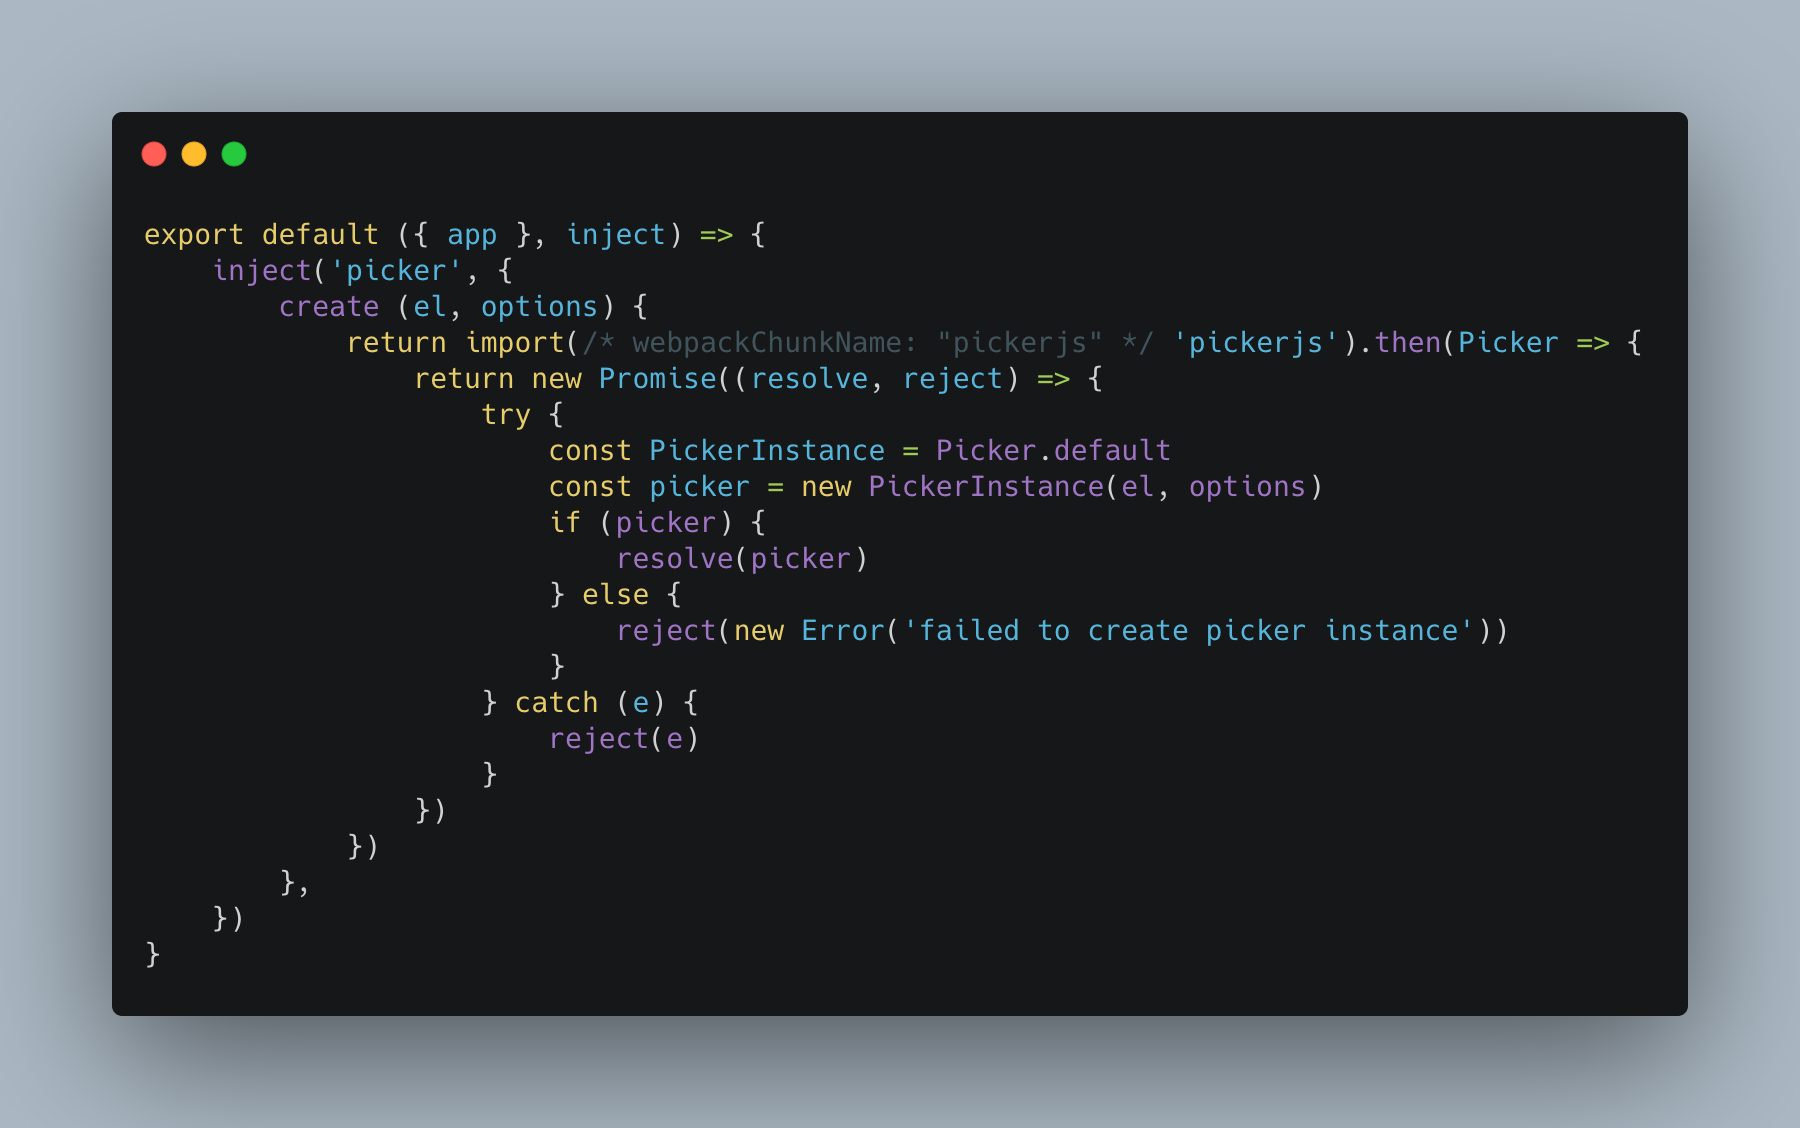 export default ({ app }, inject) => {
    inject('picker', {
        create (el, options) {
            return import(/* webpackChunkName: "pickerjs" */ 'pickerjs').then(Picker => {
                return new Promise((resolve, reject) => {
                    try {
                        const PickerInstance = Picker.default
                        const picker = new PickerInstance(el, options)
                        if (picker) {
                            resolve(picker)
                        } else {
                            reject(new Error('failed to create picker instance'))
                        }
                    } catch (e) {
                        reject(e)
                    }
                })
            })
        },
    })
}